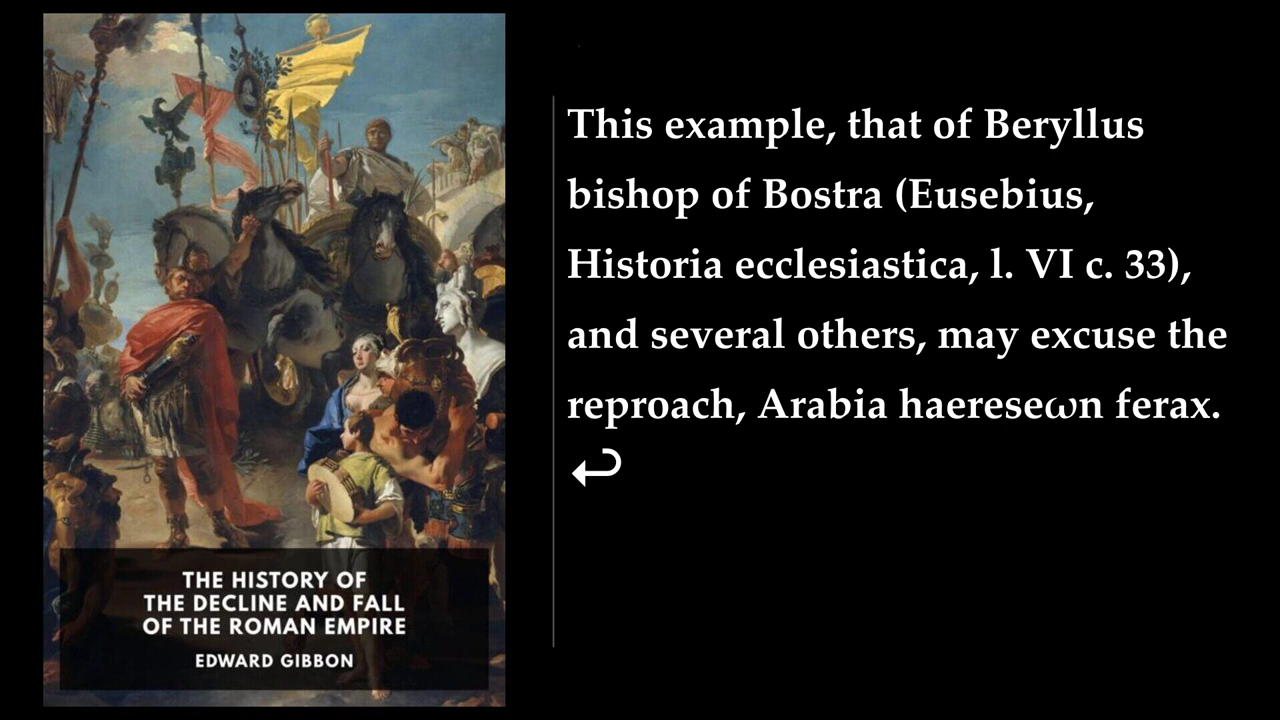 This example, that of Beryllus
bishop of Bostra (Eusebius,
Historia ecclesiastica, l. VI c. 33),
and several others, may excuse the
reproach, Arabia haereseωn ferax.
↩
THE HISTORY OF
THE DECLINE AND FALL
OF THE ROMAN EMPIRE
EDWARD GIBBON